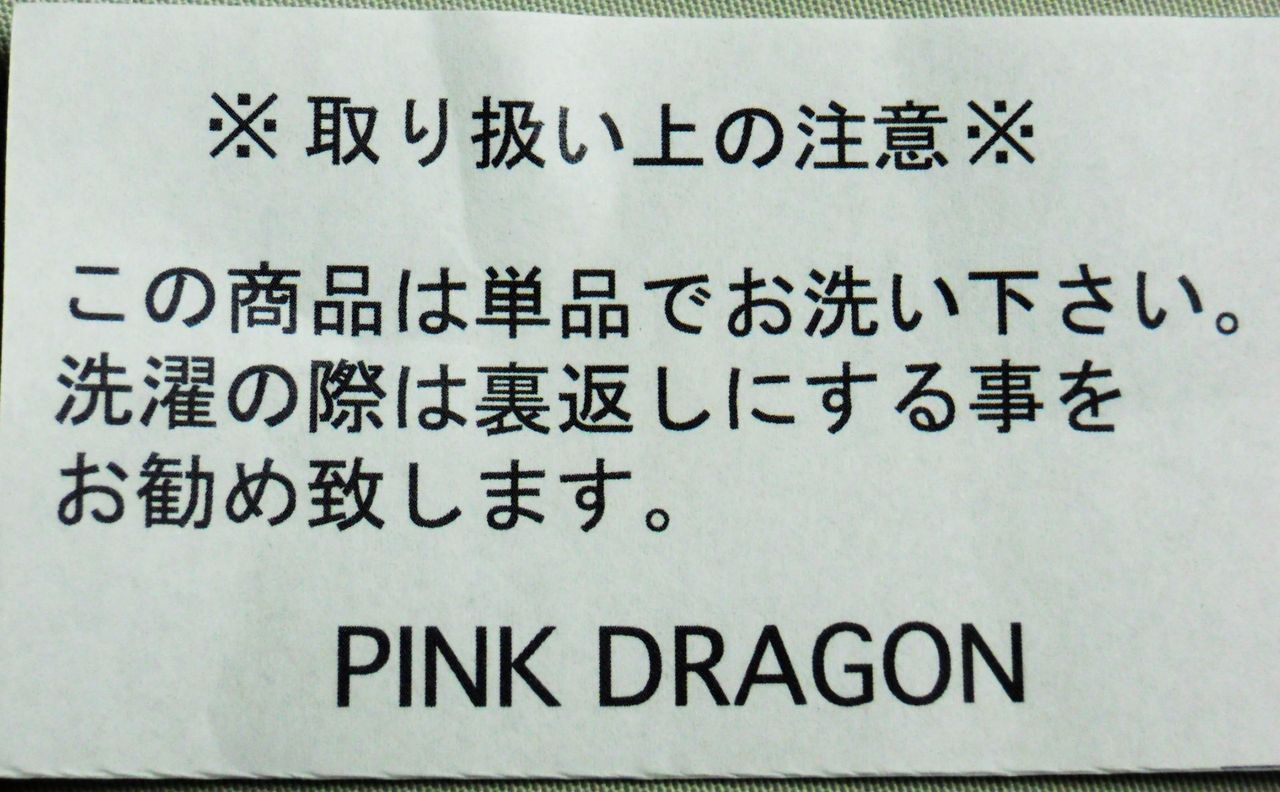 ※取り扱い上の注意※
この商品は単品でお洗い下さい。
洗濯の際は裏返しにする事を
お勧め致します。
PINK DRAGON